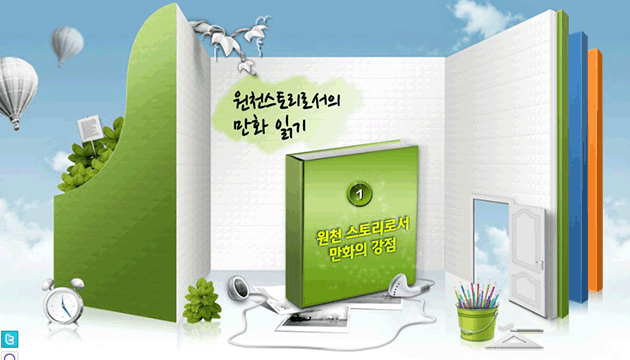 원천스토리로서의
만화 읽기
1
원천 스토리로서
만화의 강점